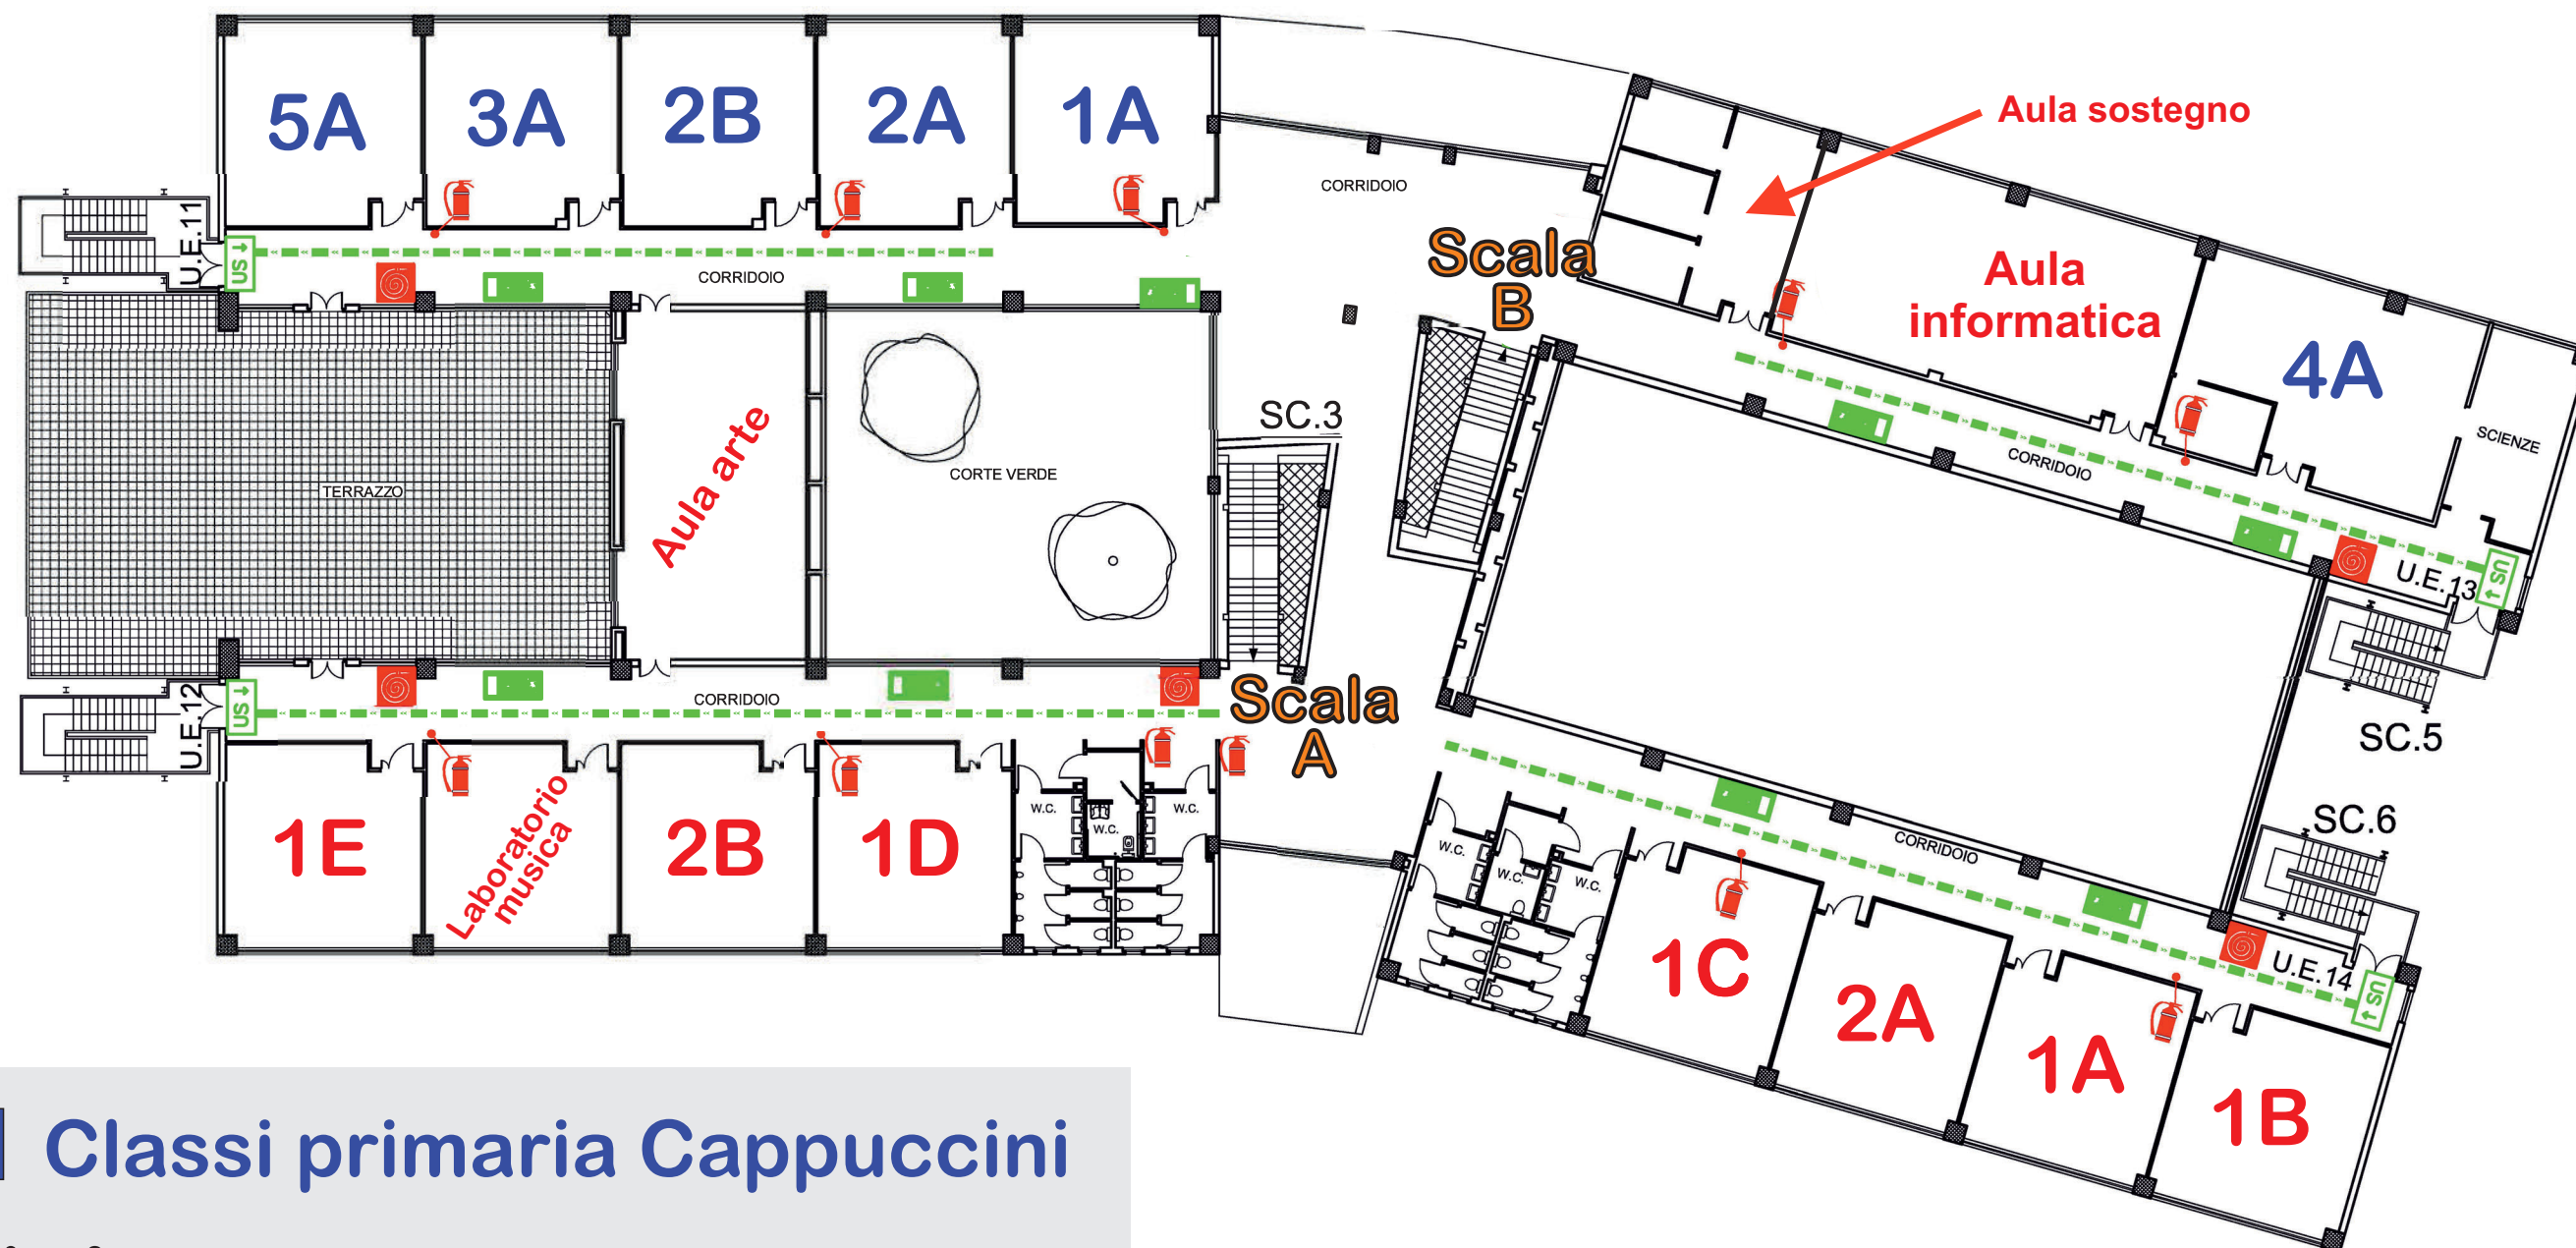 5A
3A
2B
2A
1A
Aula sostegno
CORRIDOIO
U.E.11
US
CORRIDOIO
Scala
B
Aula
informatica
4A
SCIENZE
CORRIDOIO
SC.3
Aula arte
CORTE VERDE
TERRAZZO
U.E.13
US
SC.5
U.E.12
US
CORRIDOIO
Scala
A
1E
Laboratorio
musica
2B
1D
W.C.
W.C.
W.C.
W.C.
W.C.
W.C.
CORRIDOIO
SC.6
U.E.14
US
1C
2A
1A
1B
Classi primaria Cappuccini